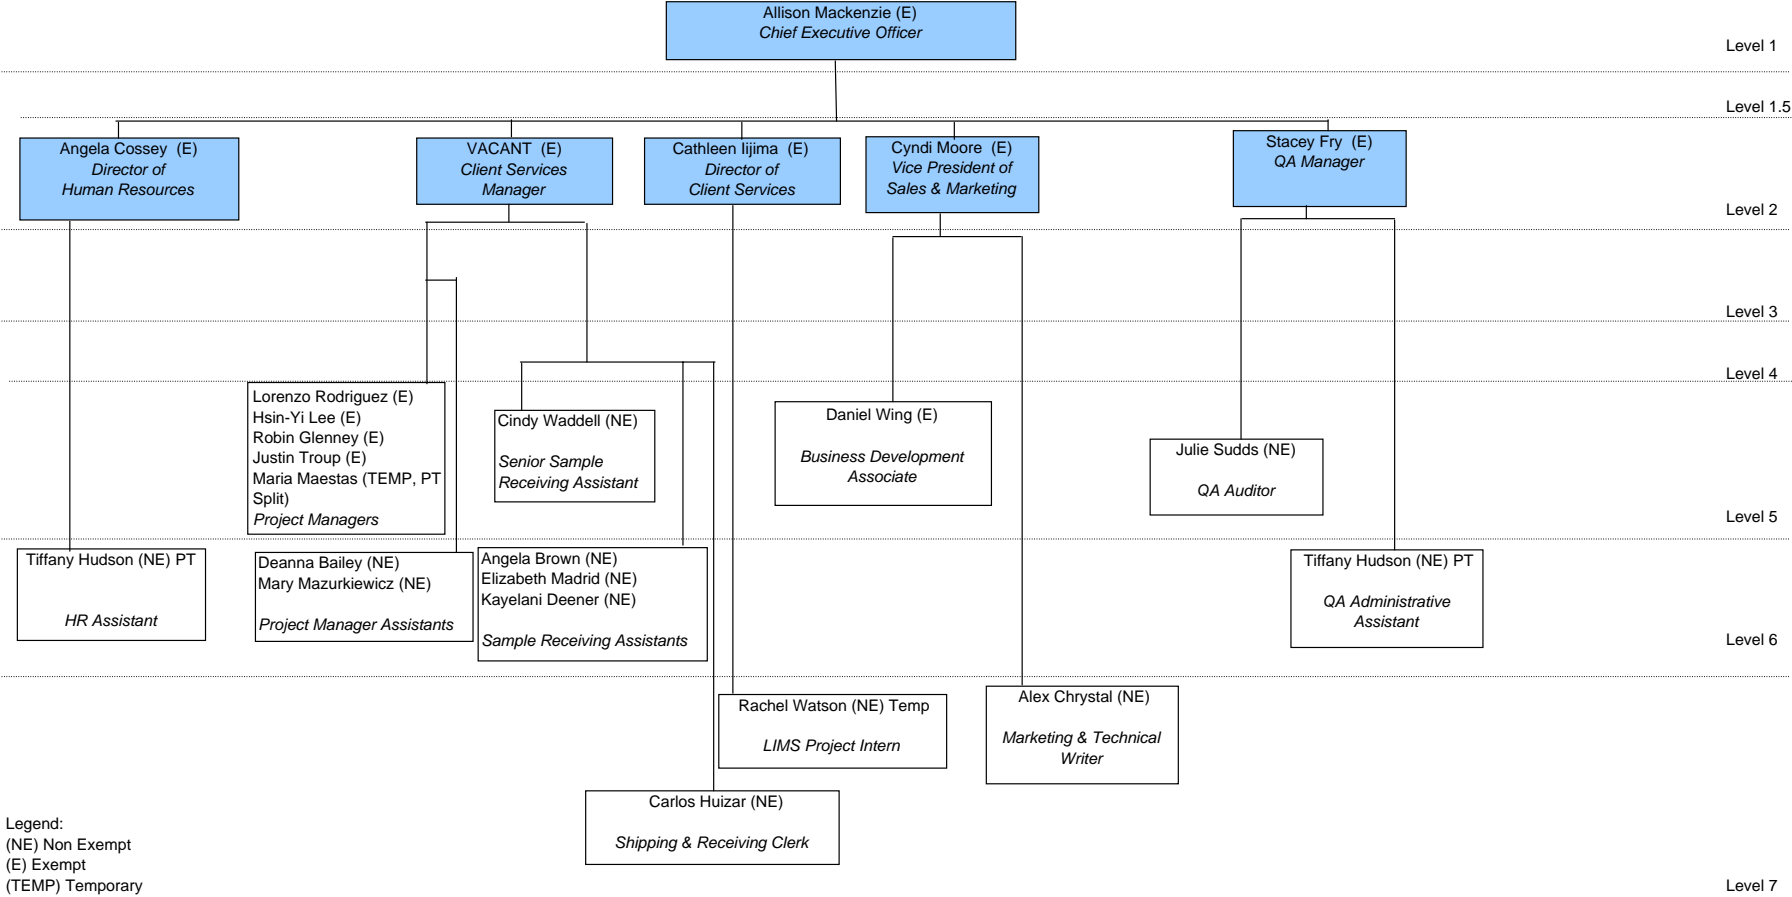 Allison Mackenzie (E)
Chief Executive Officer
Level 1
Level 1.5
Angela Cossey  (E)
Director of
Human Resources
VACANT  (E)
Client Services
Manager
Cathleen Iijima  (E)
Director of
Client Services
Cyndi Moore  (E)
Vice President of
Sales & Marketing
Stacey Fry  (E)
QA Manager
Level 2
Level 3
Level 4
Lorenzo Rodriguez (E)
Hsin-Yi Lee (E)
Robin Glenney (E)
Justin Troup (E)
Maria Maestas (TEMP, PT
Split)
Project Managers
Cindy Waddell (NE)
Senior Sample
Receiving Assistant
Daniel Wing (E)
Business Development
Associate
Julie Sudds (NE)
QA Auditor
Level 5
Tiffany Hudson (NE) PT
HR Assistant
Deanna Bailey (NE)
Mary Mazurkiewicz (NE)
Project Manager Assistants
Angela Brown (NE)
Elizabeth Madrid (NE)
Kayelani Deener (NE)
Sample Receiving Assistants
Tiffany Hudson (NE) PT
QA Administrative
Assistant
Level 6
Rachel Watson (NE) Temp
LIMS Project Intern
Alex Chrystal (NE)
Marketing & Technical
Writer
Carlos Huizar (NE)
Shipping & Receiving Clerk
Legend:
(NE) Non Exempt
(E) Exempt
(TEMP) Temporary
Level 7